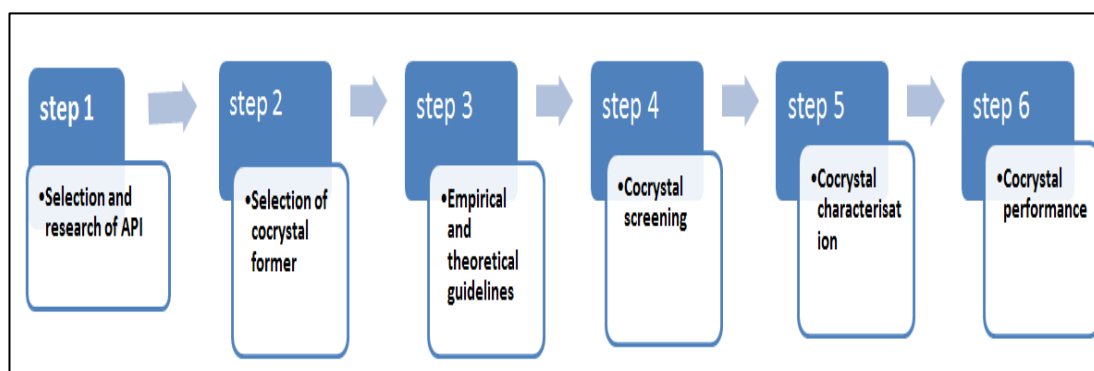 step 1
•Selection and
research of API
step 2
•Selection of
cocrystal
former
step 3
•Empirical
and
theoretical
guidelines
step 4
•Cocrystal
screening
step 5
•Cocrystal
characterisat
ion
step 6
•Cocrystal
performance